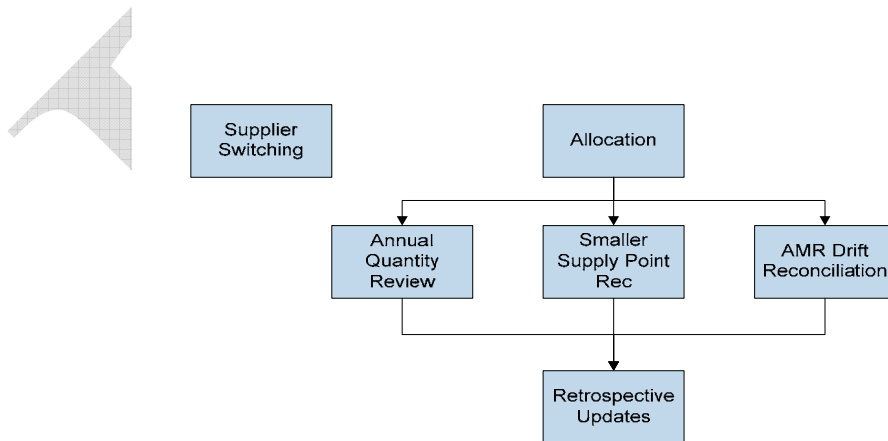 Supplier
Switching
Allocation
Annual
Quantity
Review
Smaller
Supply Point
Rec
AMR Drift
Reconciliation
Retrospective
Updates